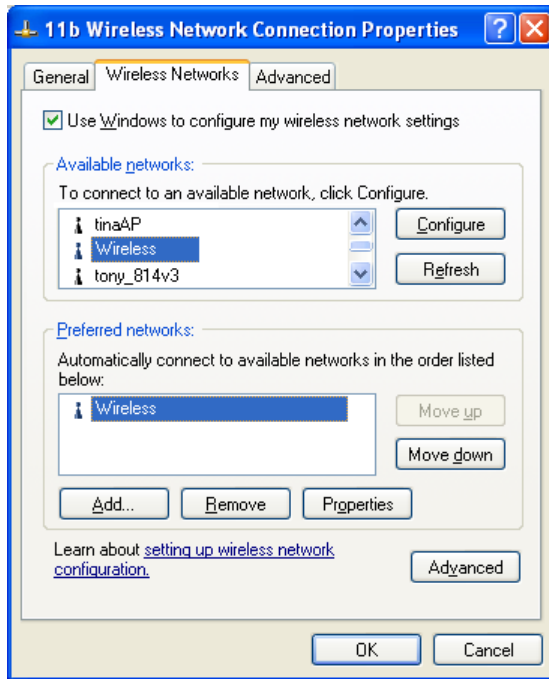 11b Wireless Network Connection Properties
General Wireless Networks Advanced
Use Windows to configure my wireless network settings
Available networks:
To connect to an available network, click Configure.
tinaAP
Wireless
tony_814v3
Configure
Refresh
Preferred networks:
Automatically connect to available networks in the order listed
below:
Wireless
Move up
Move down
Add... Remove Properties
Learn about setting up wireless network
configuration.
Advanced
OK Cancel